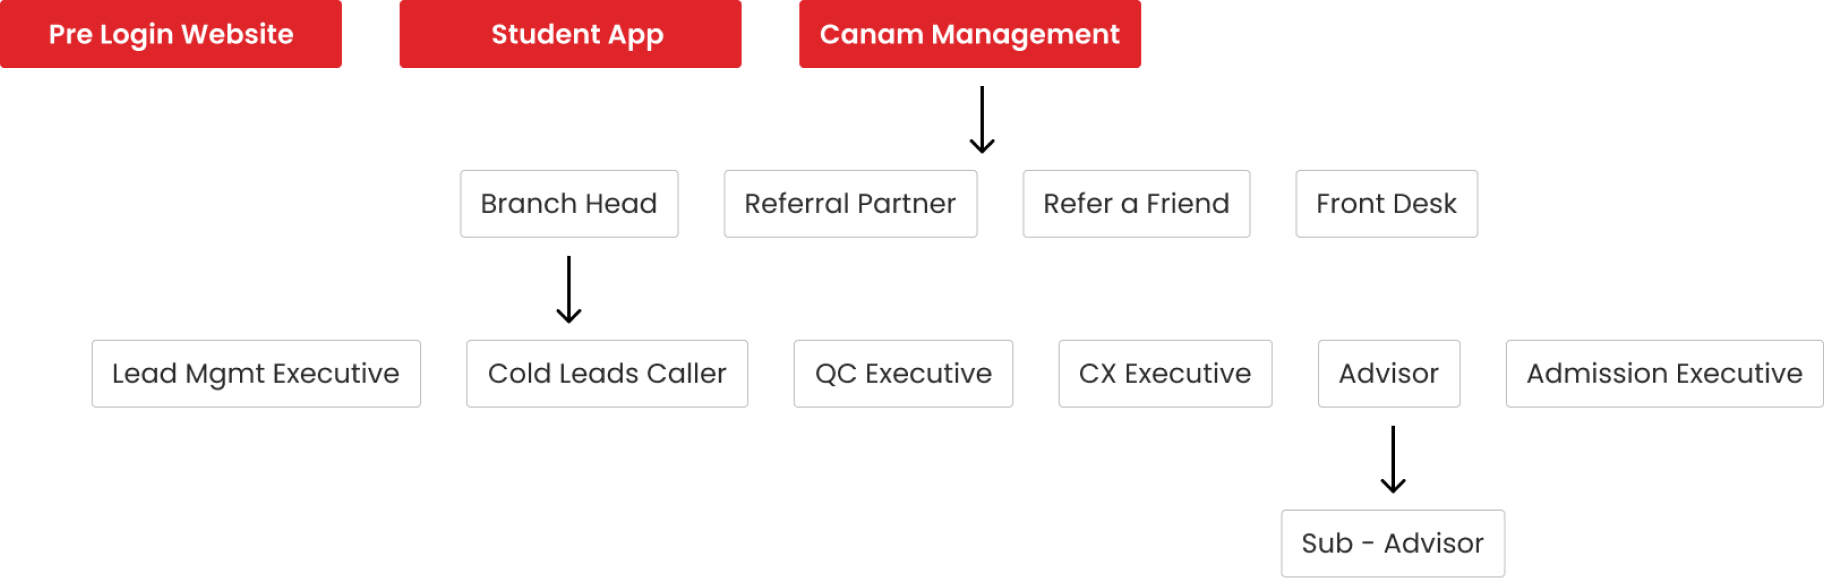 Pre Login Website
Student App
Canam Management
Branch Head
Referral Partner
Refer a Friend
Front Desk
Lead Mgmt Executive
Cold Leads Caller
QC Executive
CX Executive
Advisor
Admission Executive
Sub - Advisor